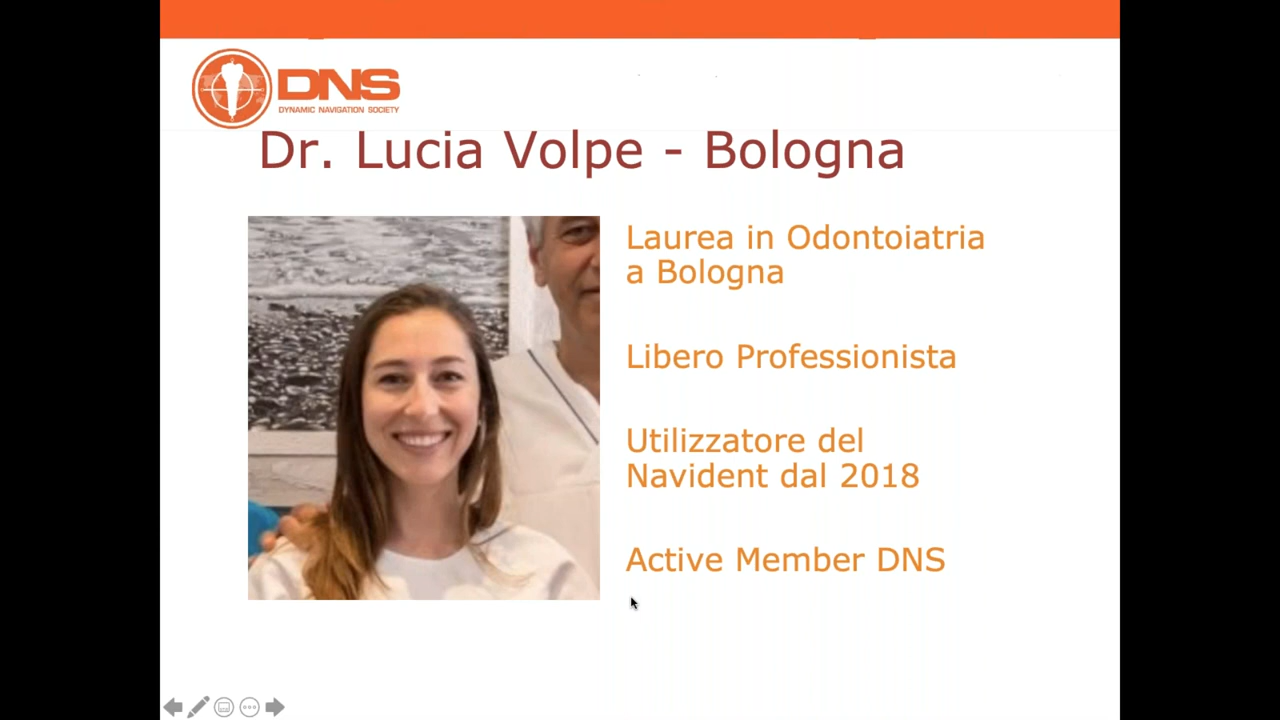 DNS
DYNAMIC NAVIGATION SOCIETY
Dr. Lucia Volpe - Bologna
Laurea in Odontoiatria
a Bologna
Libero Professionista
Utilizzatore del
Navident dal 2018
Active Member DNS